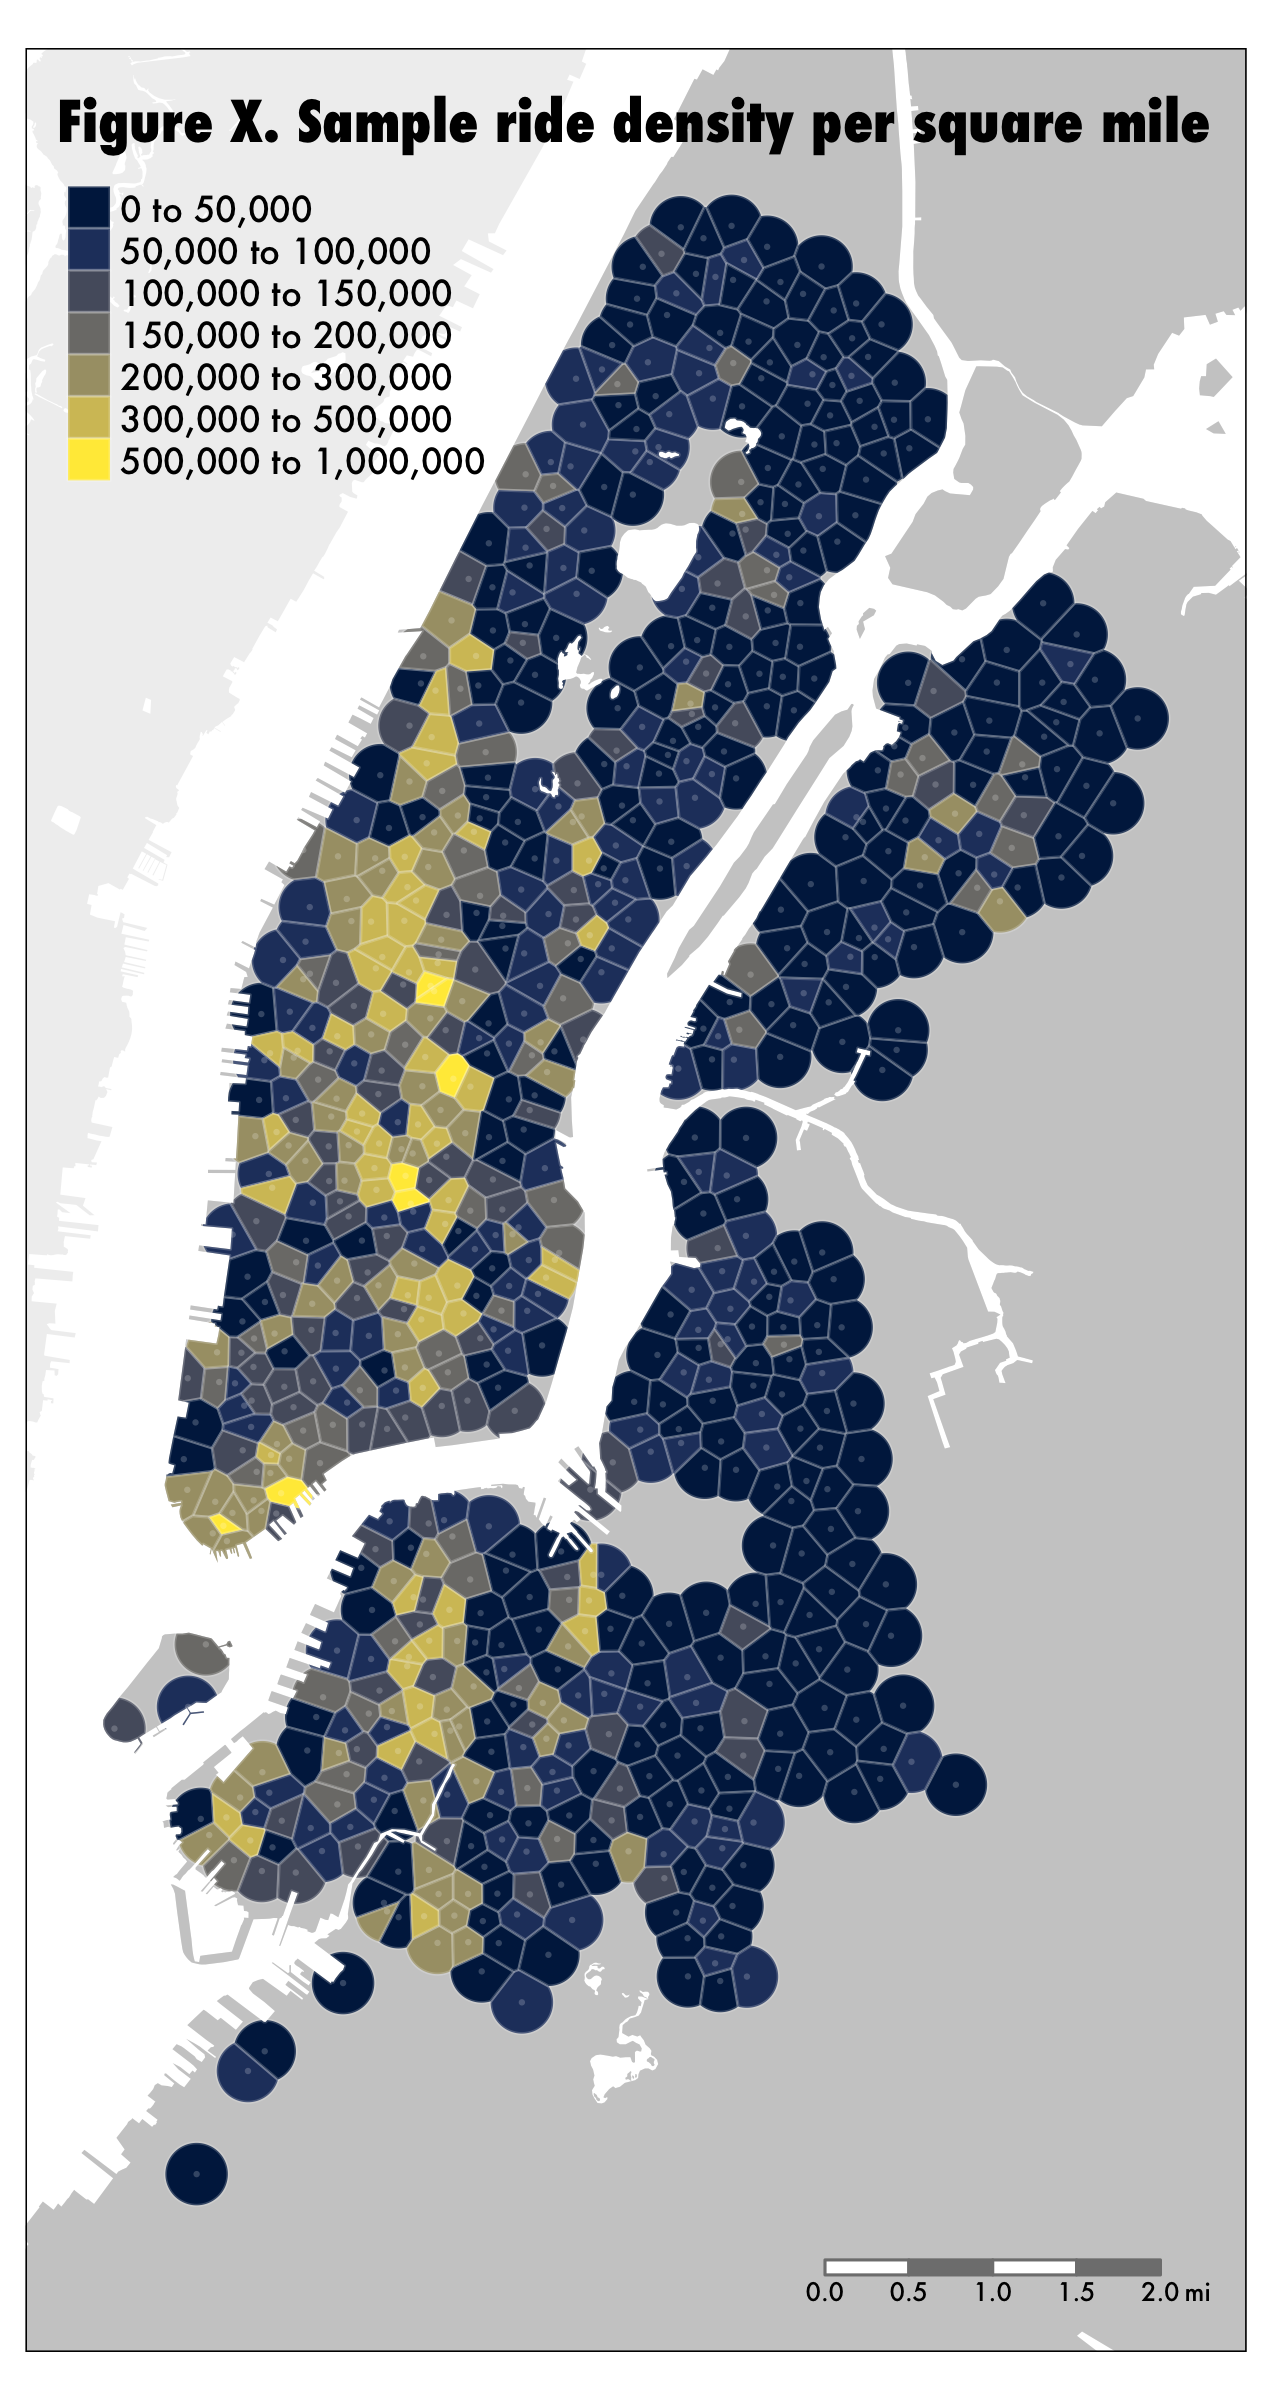 Figure X. Sample ride density per square mile
0 to 50,000
50,000 to 100,000
100,000 to 150,000
150,000 to 200,000
200,000 to 300,000
300,000 to 500,000
500,000 to 1,000,000
0.0 0.5 1.0 1.5 2.0 mi